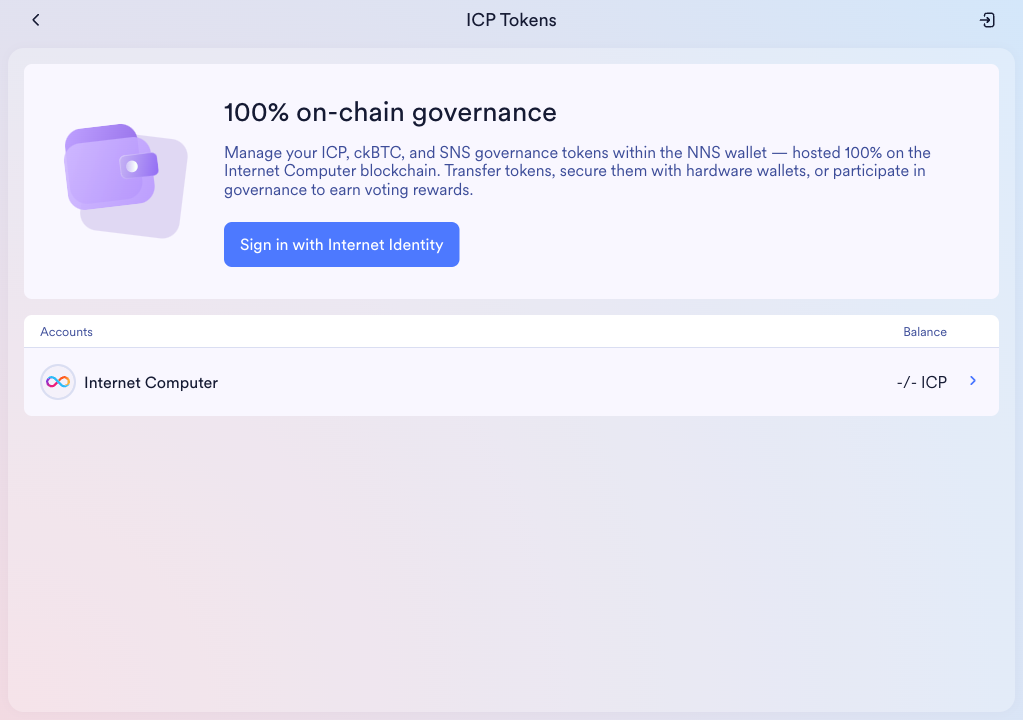 ICP Tokens
100% on-chain governance
Manage your ICP, ckBTC, and SNS governance tokens within the NNS wallet — hosted 100% on the
Internet Computer blockchain. Transfer tokens, secure them with hardware wallets, or participate in
governance to earn voting rewards.
Sign in with Internet Identity
Accounts Balance
Internet Computer -/- ICP